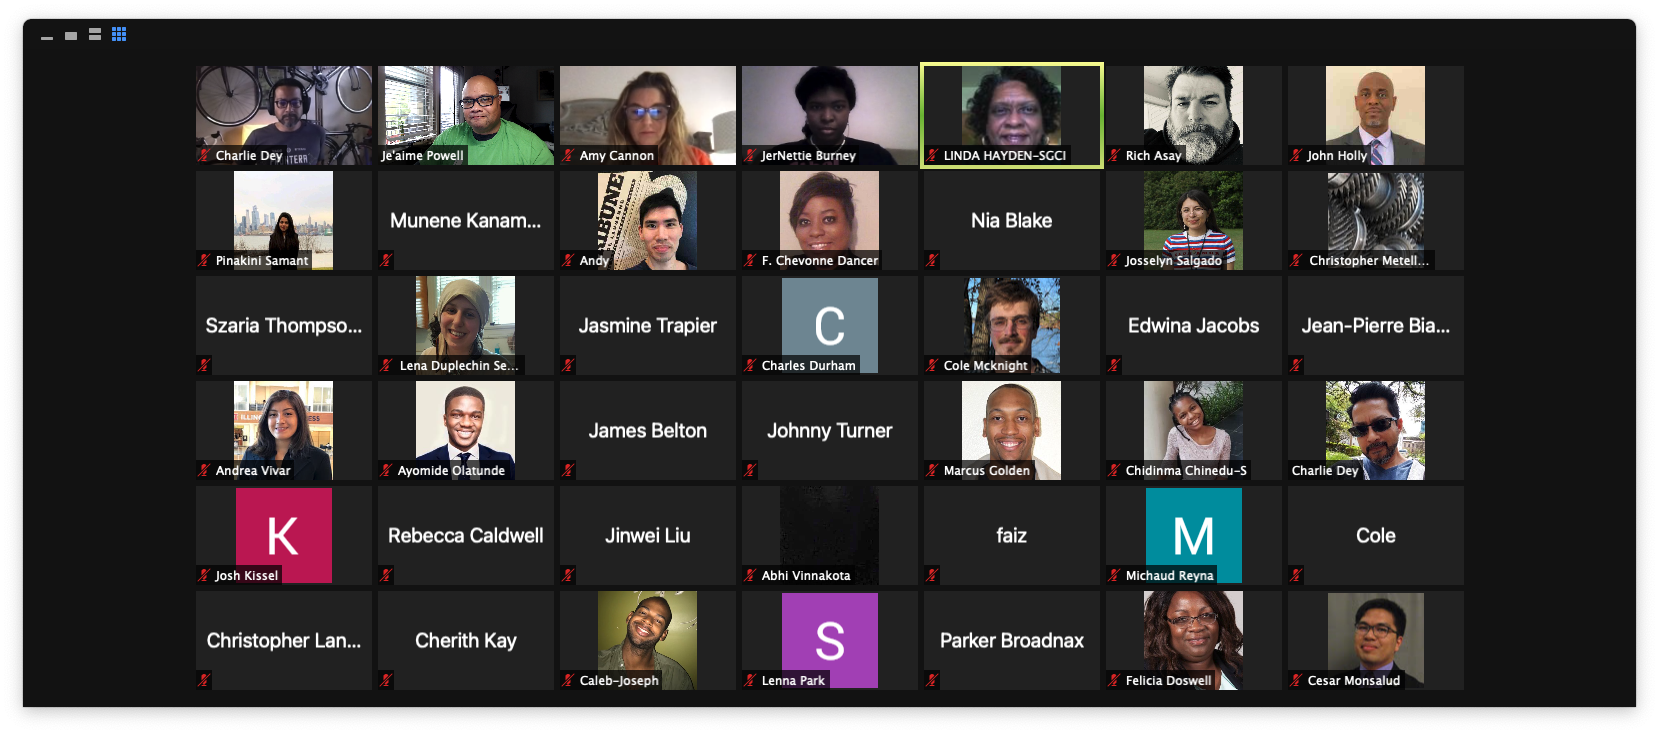 Charlie Dey
Je'aime Powell
Amy Cannon
JerNettie Burney
LINDA HAYDEN-SGCI
Rich Asay
John Holly
Pinakini Samant
Munene Kanam...
TRIBUNE
Andy
F. Chevonne Dancer
Nia Blake
Josselyn Salgado
Christopher Metell...
Szaria Thompso...
Lena Duplechin Se...
Jasmine Trapier
C
Charles Durham
Cole Mcknight
Edwina Jacobs
Jean-Pierre Bia...
Andrea Vivar
Ayomide Olatunde
James Belton
Johnny Turner
Marcus Golden
Chidinma Chinedu-S
Charlie Dey
K
Josh Kissel
Rebecca Caldwell
Jinwei Liu
Abhi Vinnakota
faiz
M
Michaud Reyna
Cole
Christopher Lan...
Cherith Kay
Caleb-Joseph
S
Lenna Park
Parker Broadnax
Felicia Doswell
Cesar Monsalud